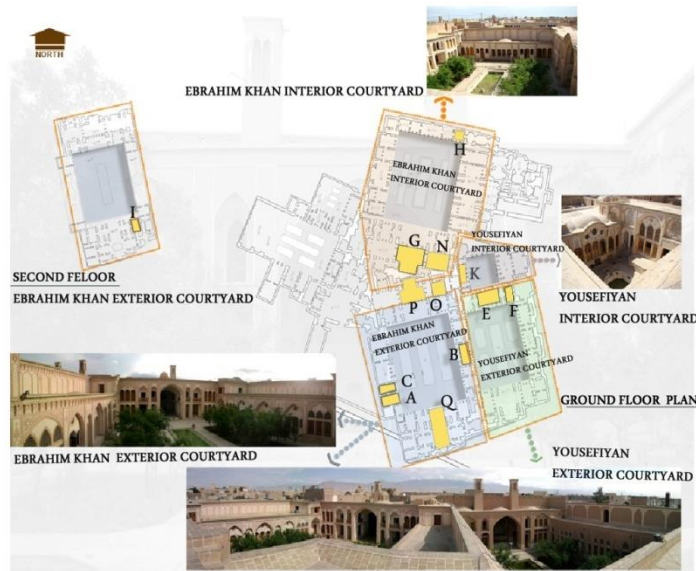 NORTH
EBRAHIM KHAN INTERIOR COURTYARD
H
EBRAHIM KHAN
INTERIOR COURTYARD
I
G
N
YOUSEFIYAN
INTERIOR COURTYARD
K
SECOND FELOOR
EBRAHIM KHAN EXTERIOR COURTYARD
P
O
E
F
YOUSEFIYAN
INTERIOR COURTYARD
EBRAHIM KHAN
EXTERIOR COURTYARD
B
YOUSEFIYAN
EXTERIOR COURTYARD
C
A
Q
GROUND FLOOR PLAN
EBRAHIM KHAN EXTERIOR COURTYARD
YOUSEFIYAN
EXTERIOR COURTYARD